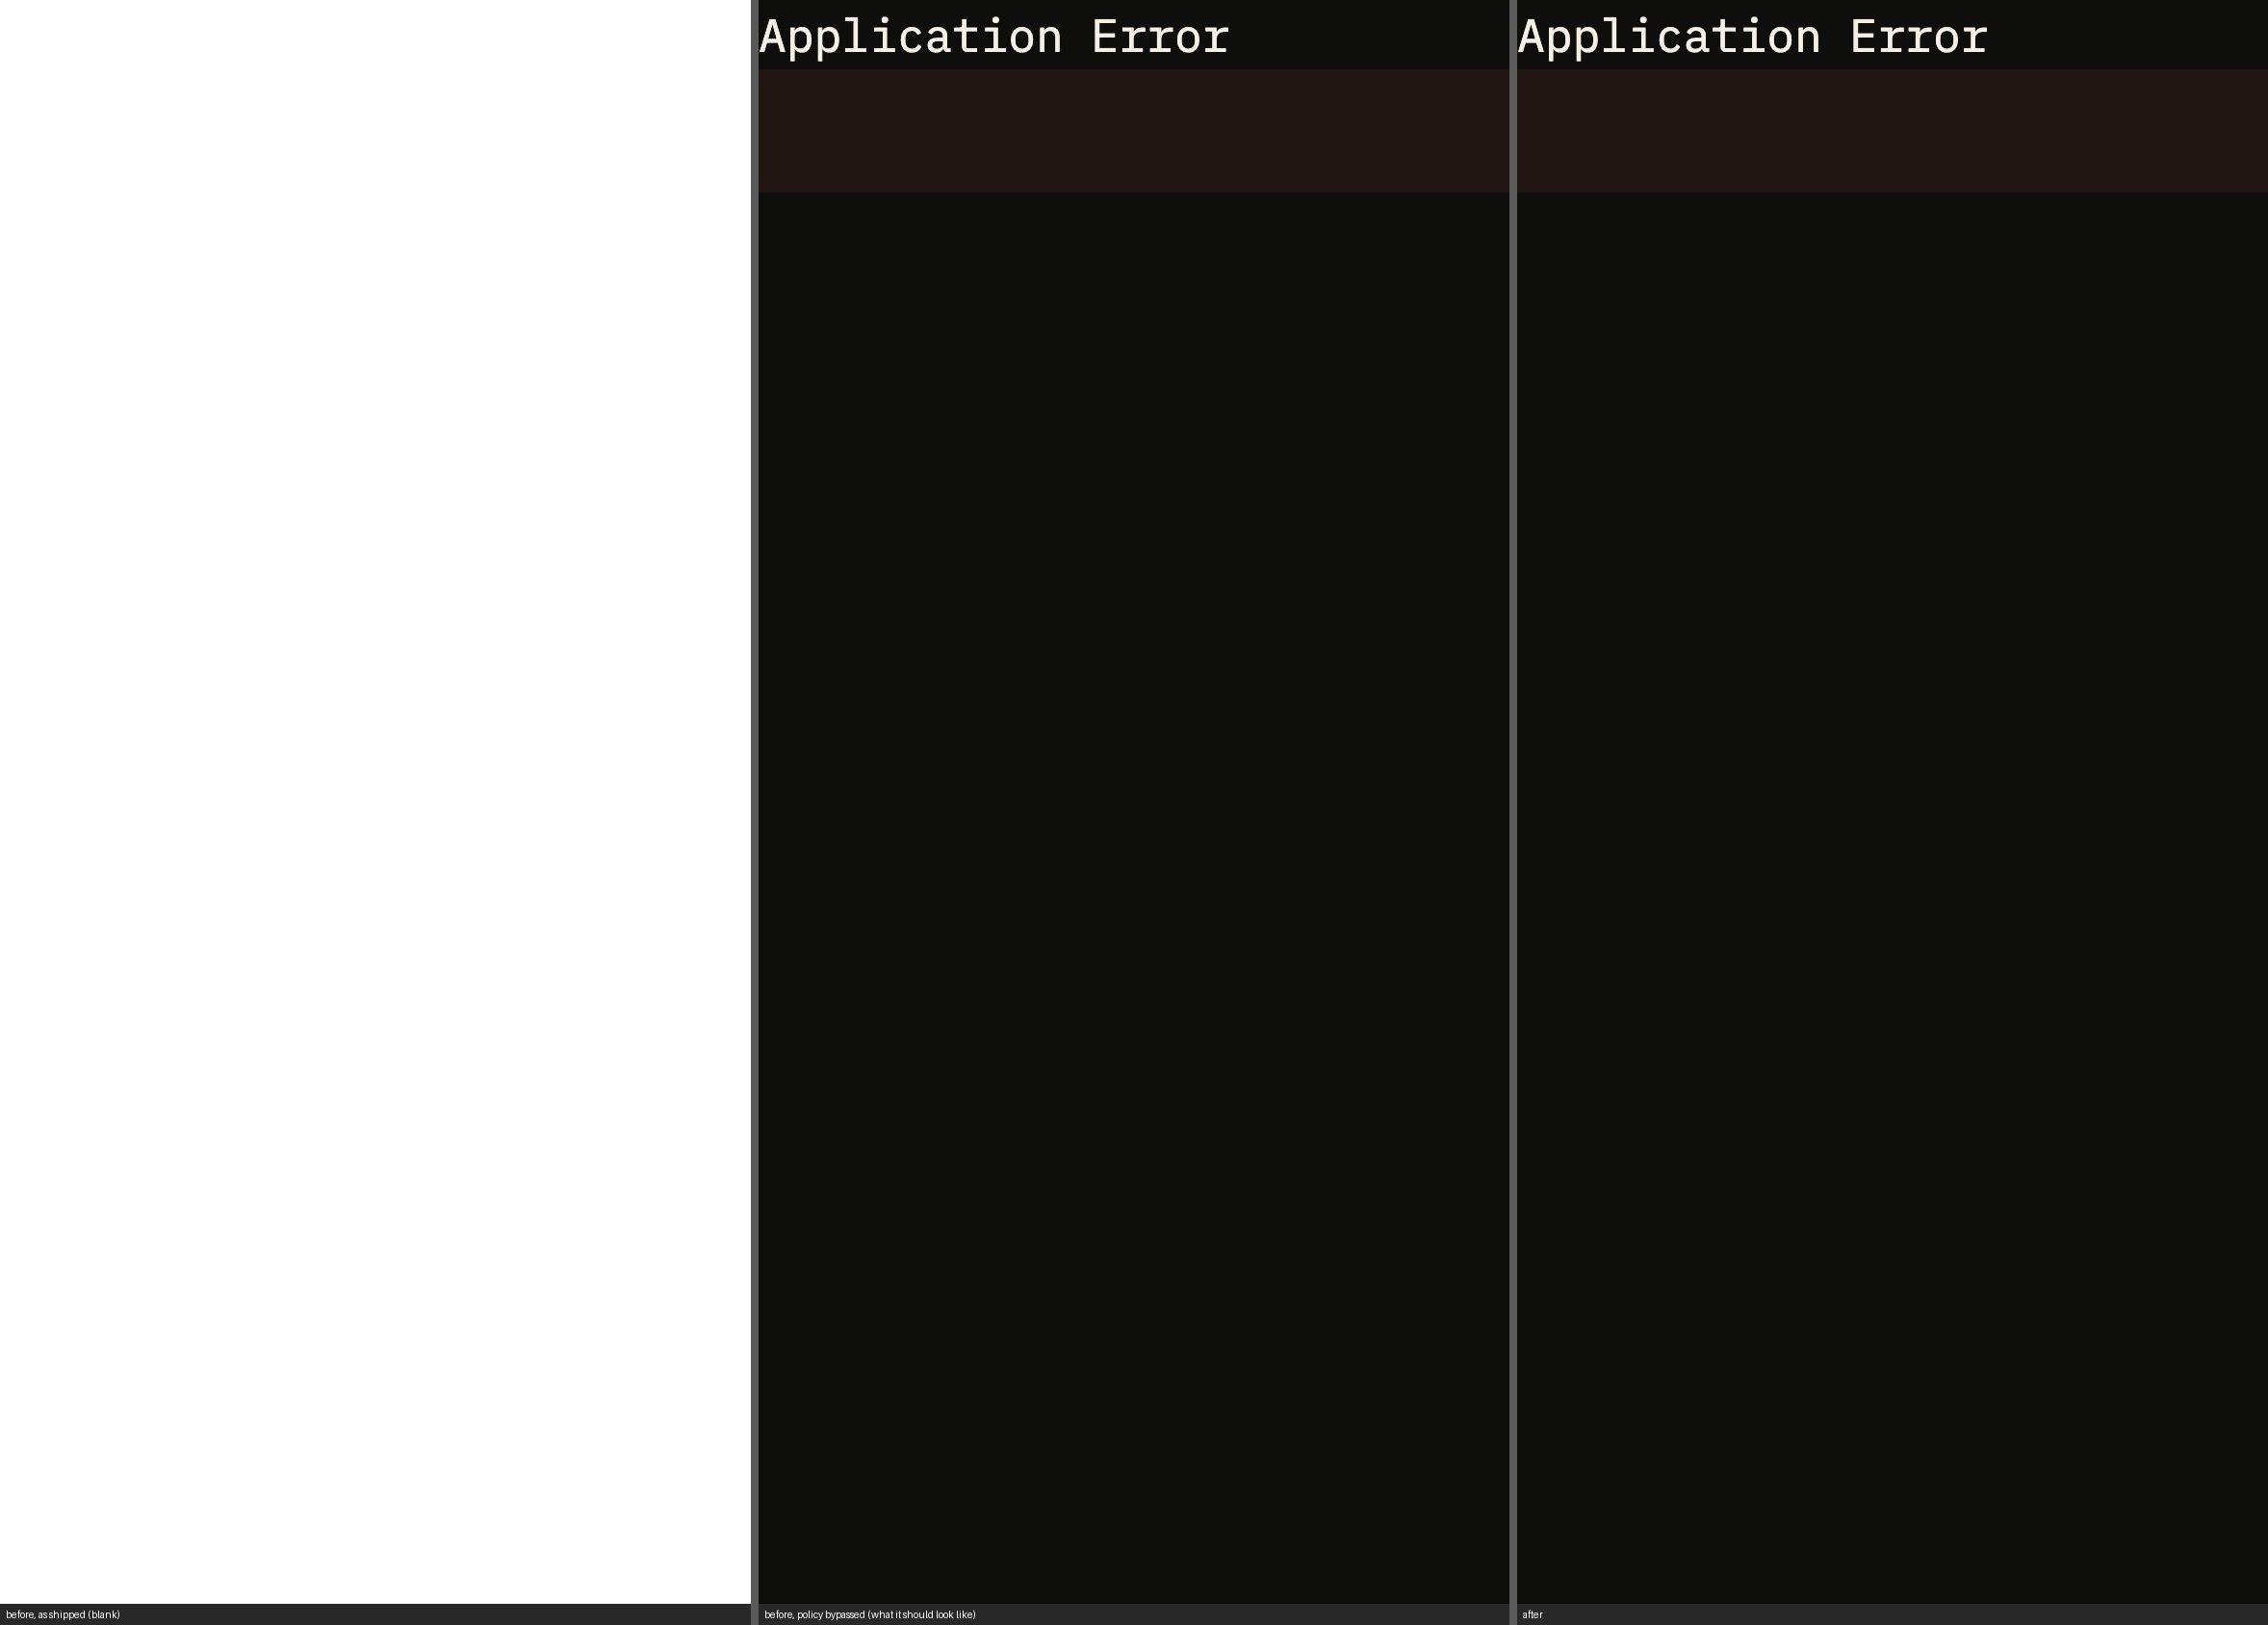 Application Error
Application Error
before, as shipped (blank)
before, policy bypassed (what it should look like)
after